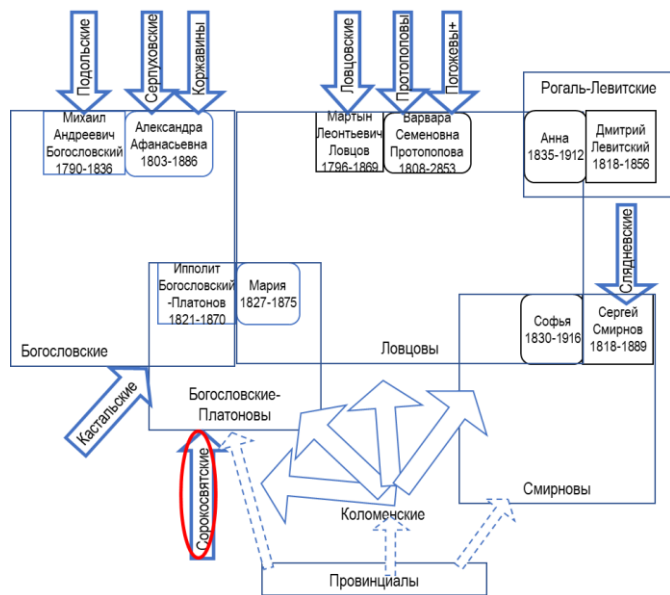 Подольские
Серпуховские
Коржавины
Ловцовские
Протопоповы
Погожевы+
Рогаль-Левитские
Михаил
Андреевич
Богословский
1790-1836
Александра
Афанасьевна
1803-1886
Мартын
Леонтьевич
Ловцов
1796-1869
Варвара
Семеновна
Протопопова
1808-2853
Анна
1835-1912
Дмитрий
Левитский
1818-1856
Слядневские
Ипполит
Богословский
-Платонов
1821-1870
Мария
1827-1875
Софья
1830-1916
Сергей
Смирнов
1818-1889
Богословские
Ловцовы
Кастальские
Богословские-
Платоновы
Сорокосвятские
Смирновы
Коломенские
Провинциалы